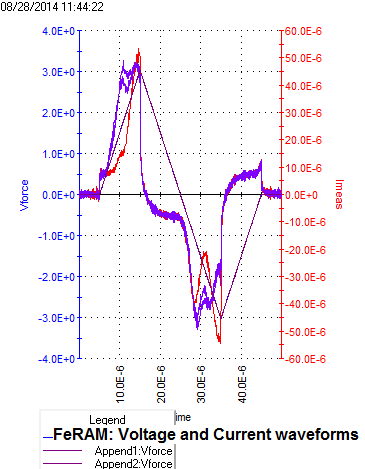 08/28/2014 11:44:22
4.0E+0
3.0E+0
2.0E+0
1.0E+0
0.0E+0
-1.0E+0
-2.0E+0
-3.0E+0
-4.0E+0
Vforce
60.0E-6
50.0E-6
40.0E-6
30.0E-6
20.0E-6
10.0E-6
0.0E+0
-10.0E-6
-20.0E-6
-30.0E-6
-40.0E-6
-50.0E-6
-60.0E-6
Imeas
10.0E-6
20.0E-6
30.0E-6
40.0E-6
ime
Legend
FeRAM: Voltage and Current waveforms
Append1:Vforce
Append2:Vforce